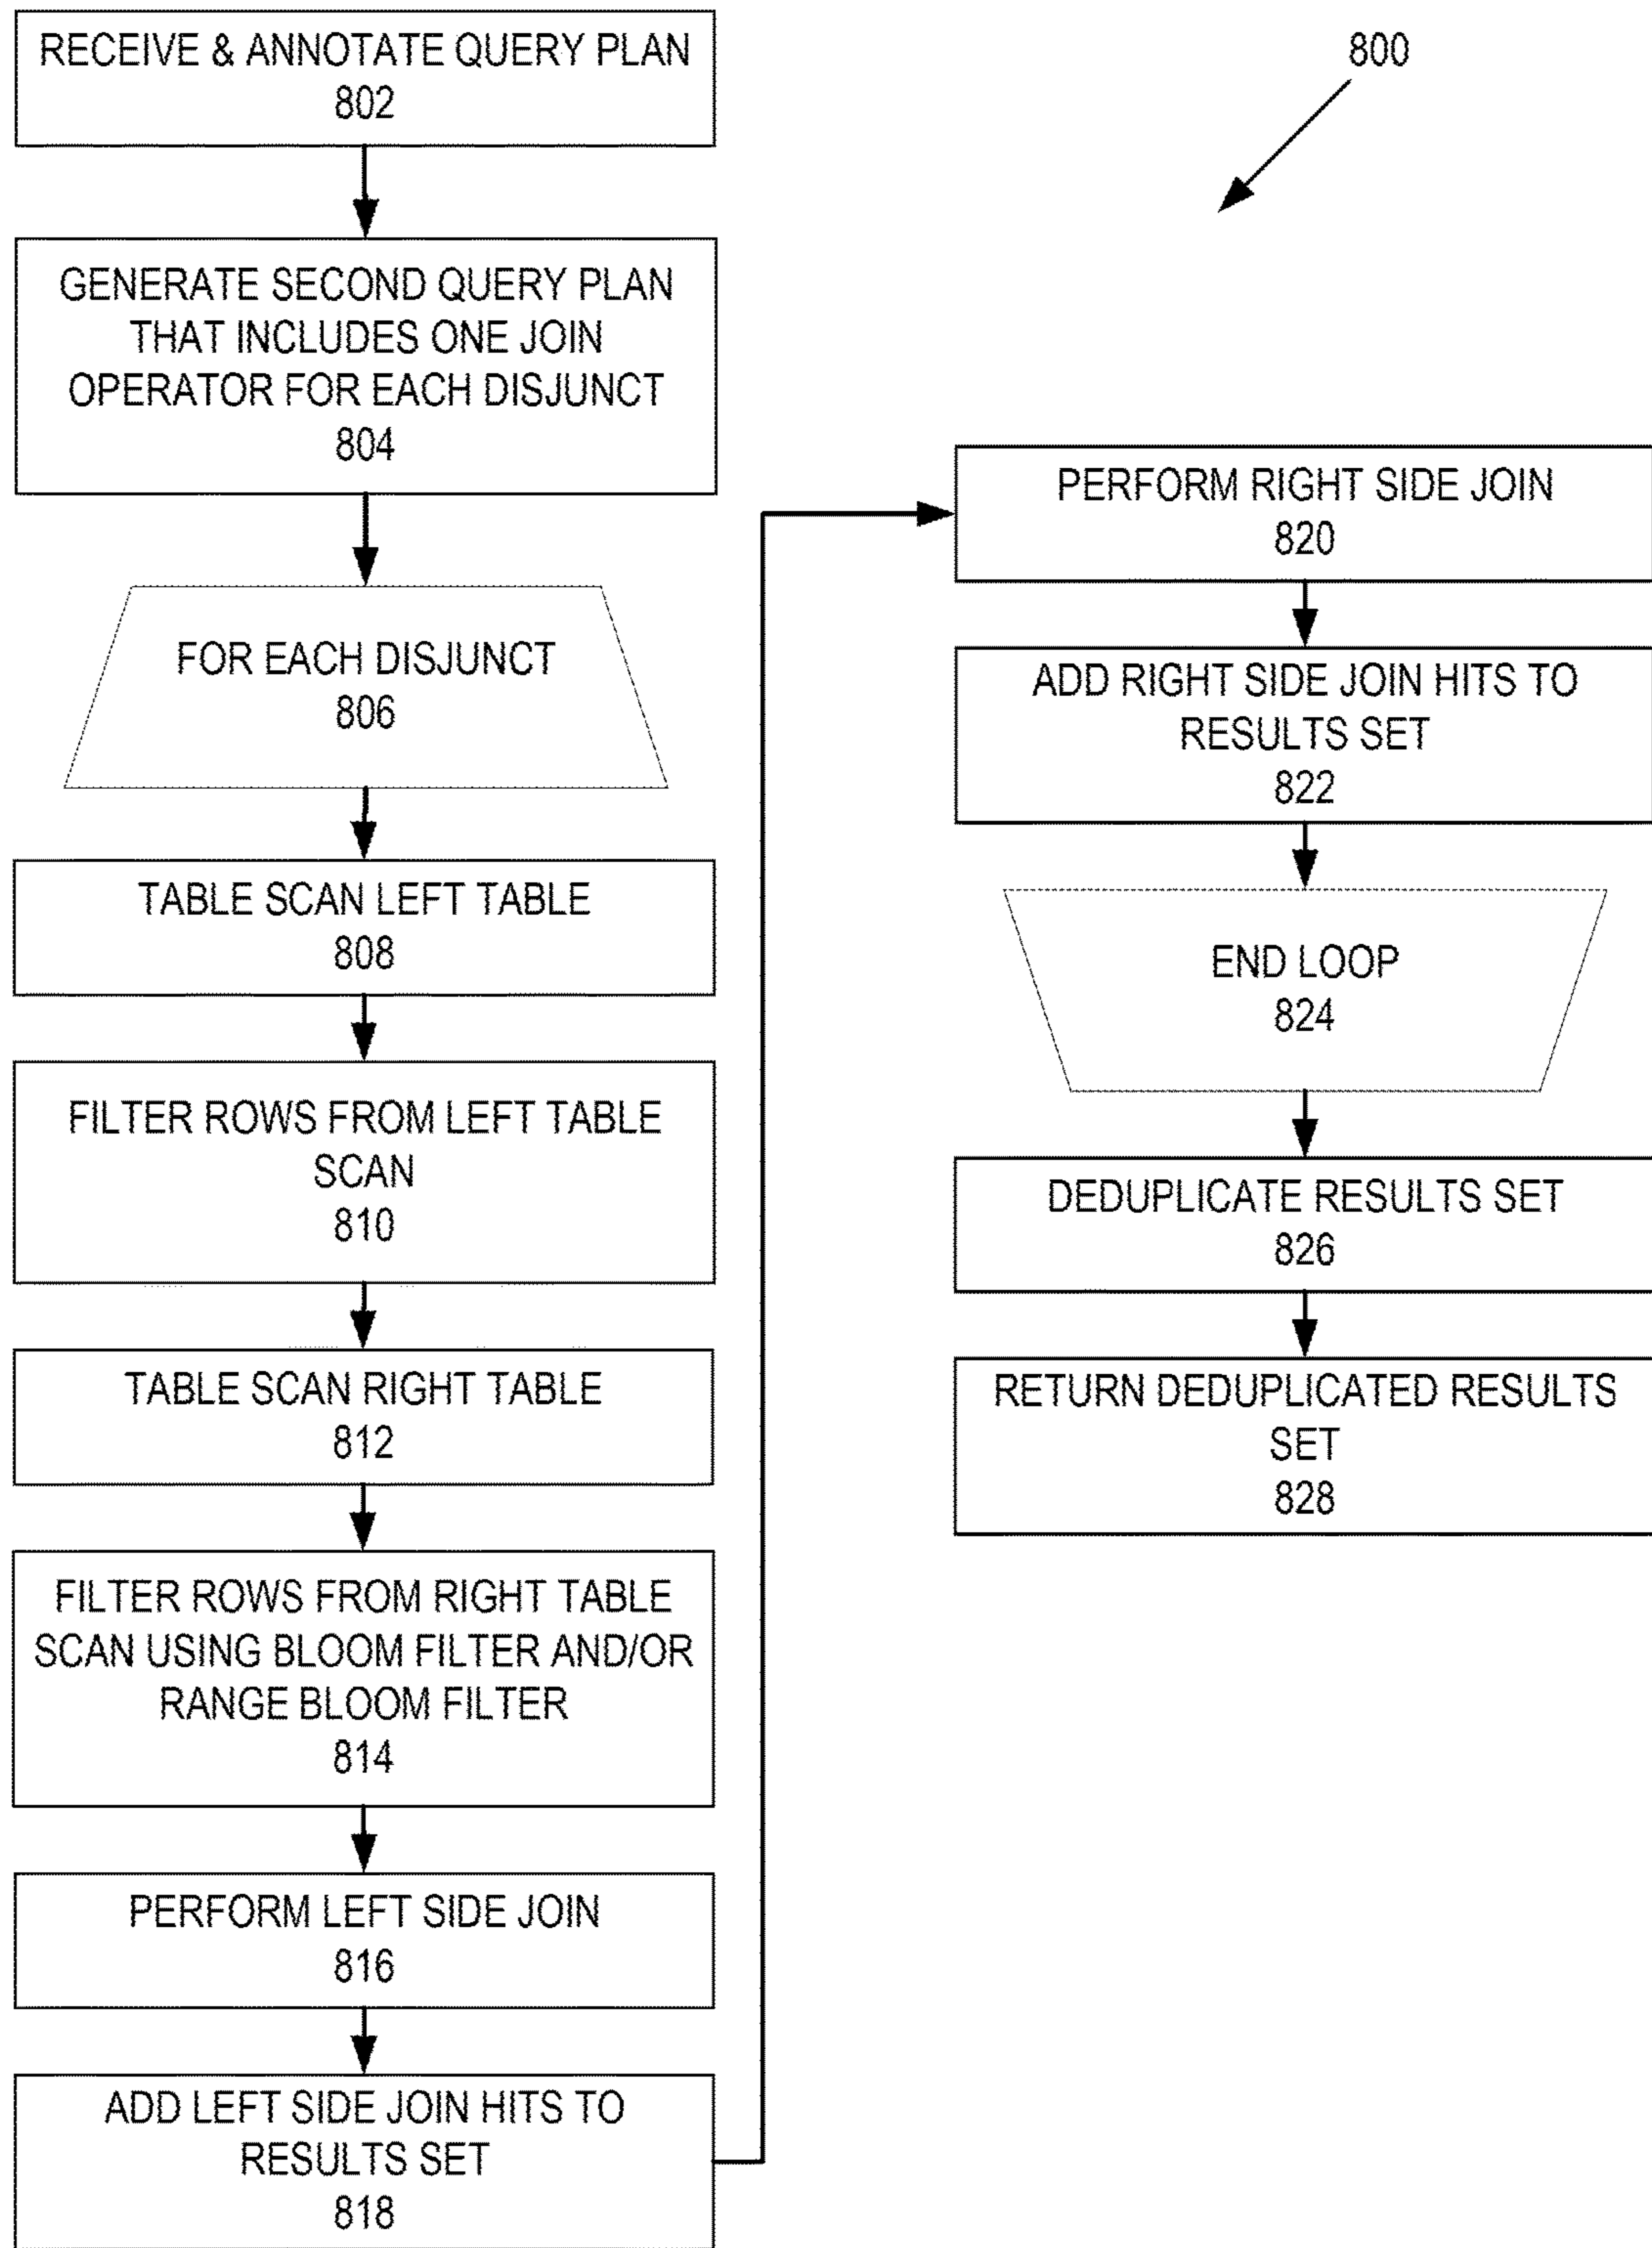 RECEIVE & ANNOTATE QUERY PLAN
802
GENERATE SECOND QUERY PLAN
THAT INCLUDES ONE JOIN
OPERATOR FOR EACH DISJUNCT
804
FOR EACH DISJUNCT
806
TABLE SCAN LEFT TABLE
808
FILTER ROWS FROM LEFT TABLE
SCAN
810
TABLE SCAN RIGHT TABLE
812
FILTER ROWS FROM RIGHT TABLE
SCAN USING BLOOM FILTER AND/OR
RANGE BLOOM FILTER
814
PERFORM LEFT SIDE JOIN
816
ADD LEFT SIDE JOIN HITS TO
RESULTS SET
818
800
PERFORM RIGHT SIDE JOIN
820
ADD RIGHT SIDE JOIN HITS TO
RESULTS SET
822
END LOOP
824
DEDUPLICATE RESULTS SET
826
RETURN DEDUPLICATED RESULTS
SET
828